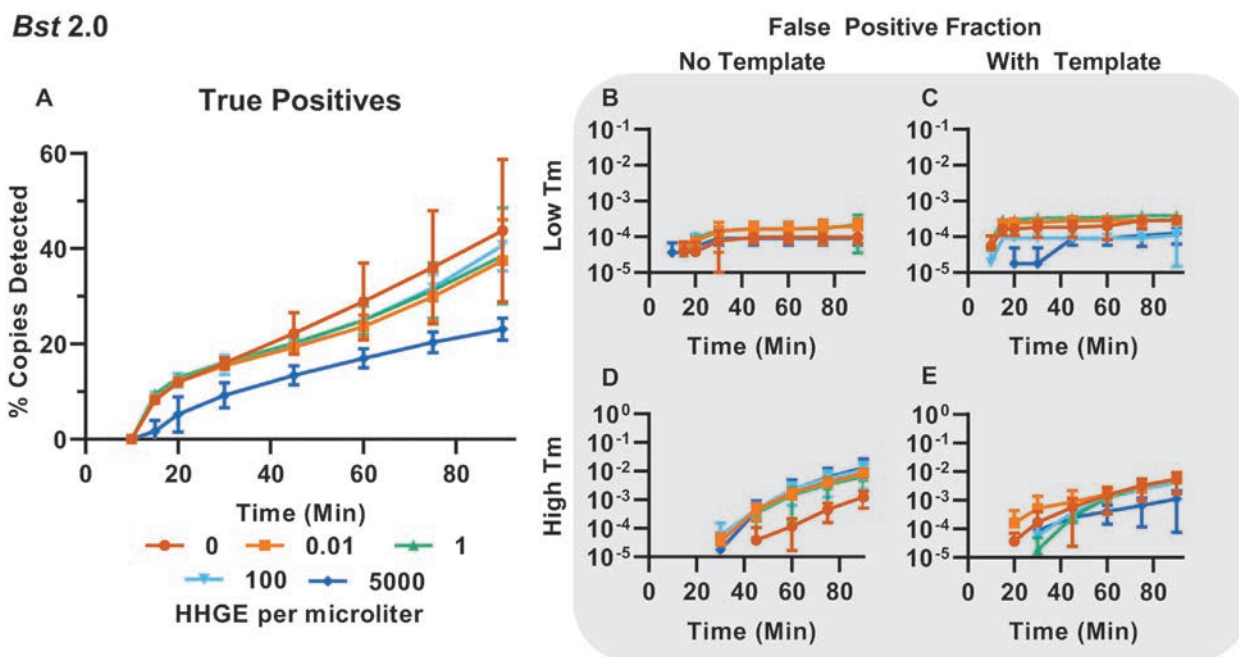 Bst 2.0
False Positive Fraction
No Template
With Template
A
True Positives
% Copies Detected
60
40
20
0
0
20
40
60
80
Time (Min)
0
0.01
1
100
5000
HHGE per microliter
Low Tm
B
10⁻¹
10⁻²
10⁻³
10⁻⁴
10⁻⁵
0 20 40 60 80
Time (Min)
C
10⁻¹
10⁻²
10⁻³
10⁻⁴
10⁻⁵
0 20 40 60 80
Time (Min)
High Tm
D
10⁰
10⁻¹
10⁻²
10⁻³
10⁻⁴
10⁻⁵
0 20 40 60 80
Time (Min)
E
10⁰
10⁻¹
10⁻²
10⁻³
10⁻⁴
10⁻⁵
0 20 40 60 80
Time (Min)